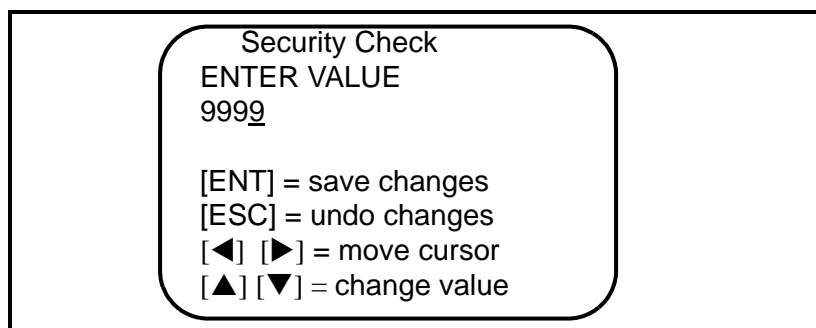 Security Check
ENTER VALUE
9999
[ENT] = save changes
[ESC] = undo changes
[◀] [▶] = move cursor
[▲] [▼] = change value